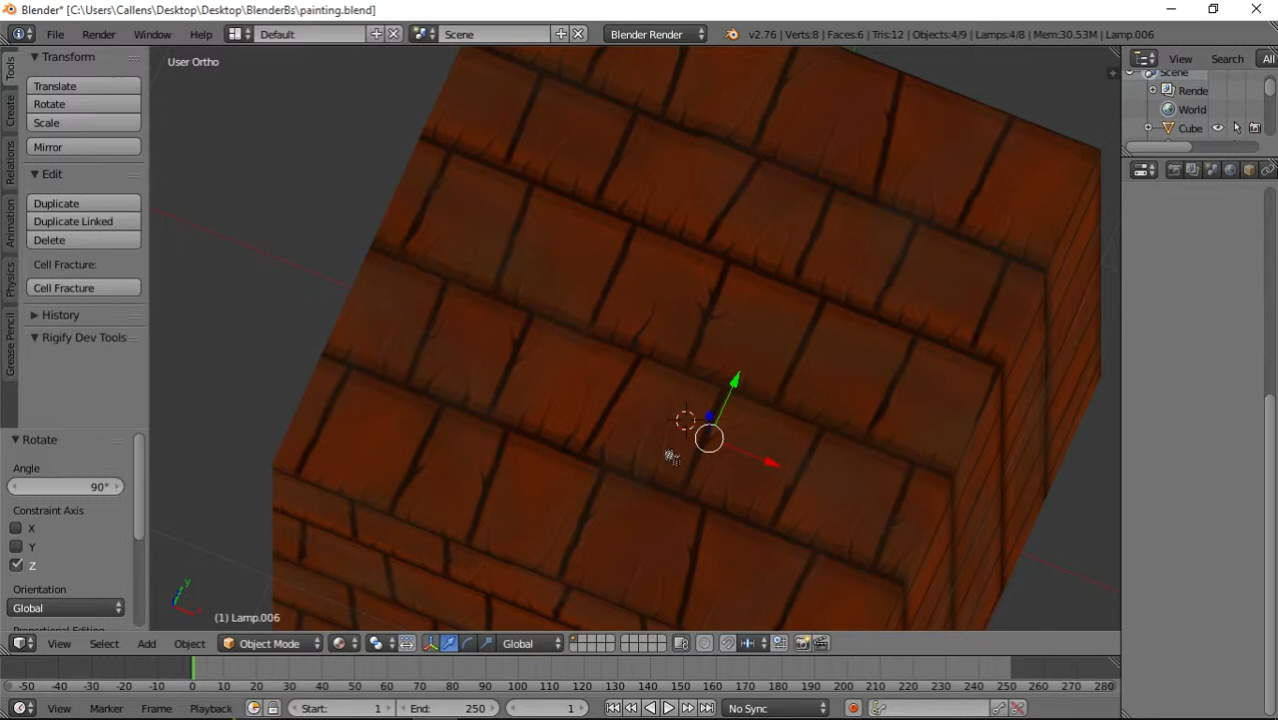 Blender* [C:\Users\Callens\Desktop\Desktop\BlenderBs\painting.blend]
File Render Window Help Default Scene Blender Render v2.76 | Verts:8 | Faces:6 | Tris:12 | Objects:4/9 | Lamps:4/8 | Mem:30.53M | Lamp.006
Tools
Create
Relations
Animation
Physics
Grease Pencil
Transform
Translate
Rotate
Scale
Mirror
Edit
Duplicate
Duplicate Linked
Delete
Cell Fracture:
Cell Fracture
History
Rigify Dev Tools
Rotate
Angle
90°
Constraint Axis
X
Y
Z
Orientation
Global
User Ortho
y
(1) Lamp.006
View Search All
Scene
Rende
World
Cube
View Select Add Object Object Mode Global
-50 -40 -30 -20 -10 0 10 20 30 40 50 60 70 80 90 100 110 120 130 140 150 160 170 180 190 200 210 220 230 240 250 260 270 280
View Marker Frame Playback Start: 1 End: 250 1 No Sync